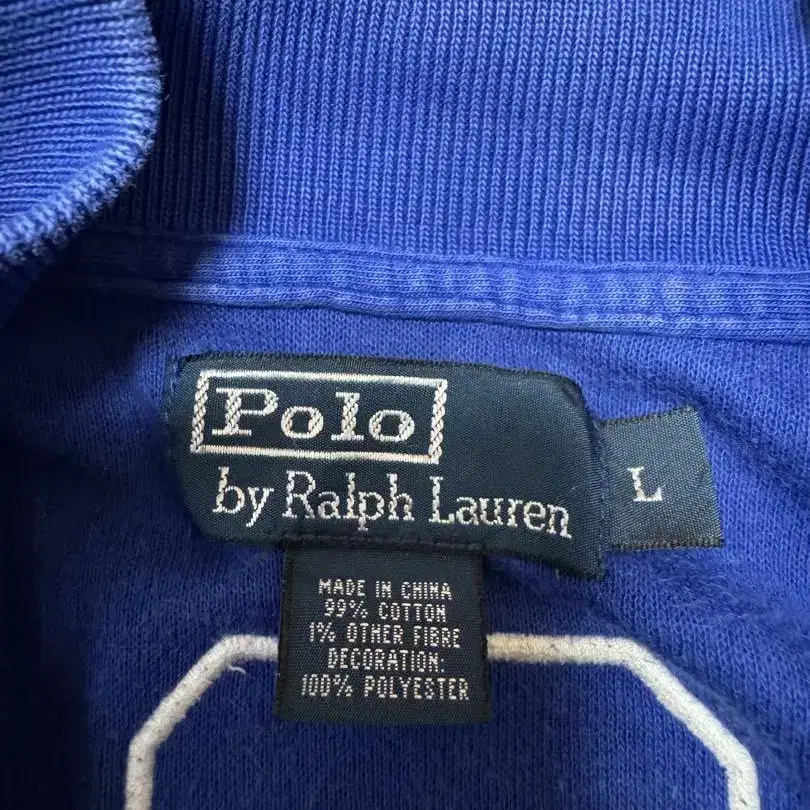 Polo
by Ralph Lauren
L
MADE IN CHINA
99% COTTON
1% OTHER FIBRE
DECORATION:
100% POLYESTER